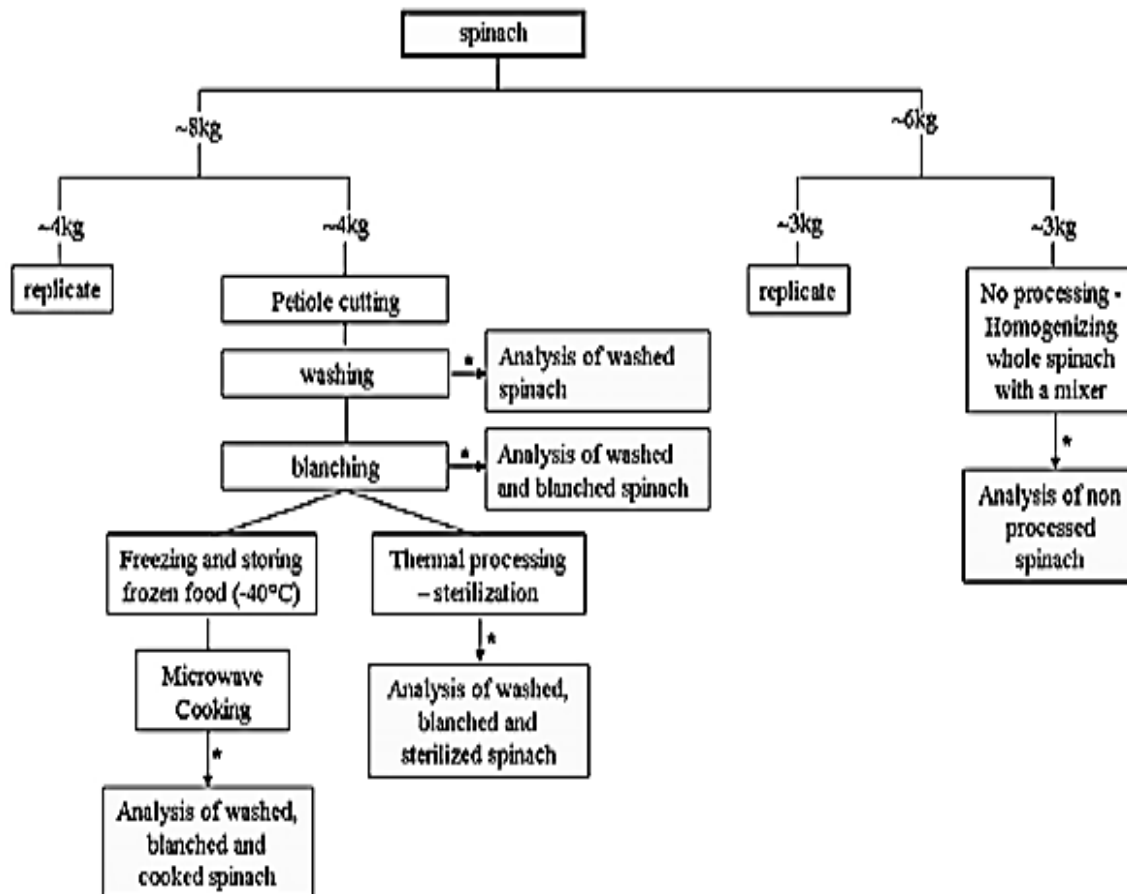 spinach
~8kg
~6kg
~4kg
~4kg
~3kg
~3kg
replicate
Petiole cutting
washing
*
Analysis of washed
spinach
blanching
*
Analysis of washed
and blanched spinach
Freezing and storing
frozen food (-40°C)
Microwave
Cooking
*
Analysis of washed,
blanched and
cooked spinach
Thermal processing
– sterilization
*
Analysis of washed,
blanched and
sterilized spinach
replicate
No processing -
Homogenizing
whole spinach
with a mixer
*
Analysis of non
processed
spinach